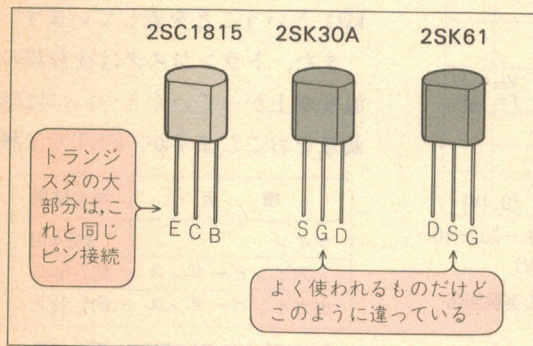 2SC1815 2SK30A 2SK61
トランジ
スタの大
部分は,こ
れと同じ
ピン接続
E C B S G D D S G
よく使われるものだけど
このように違っている